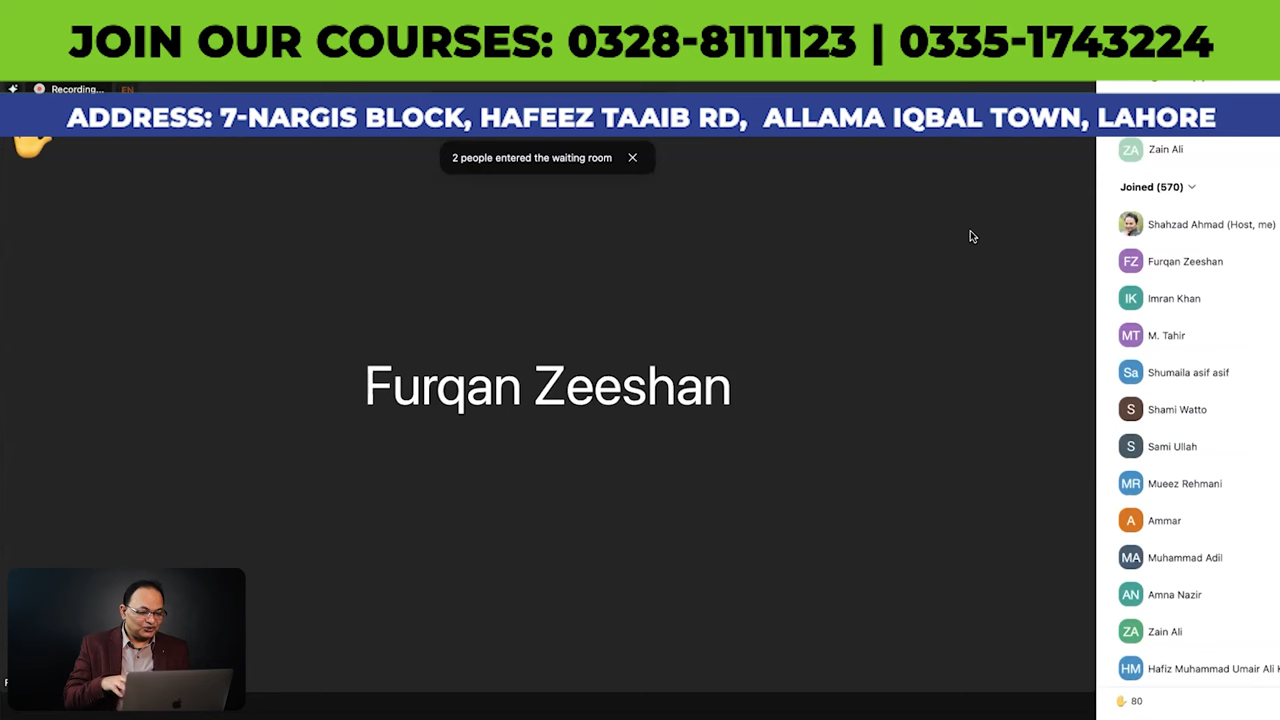 JOIN OUR COURSES: 0328-8111123 | 0335-1743224
Recording... EN
ADDRESS: 7-NARGIS BLOCK, HAFEEZ TAAIB RD, ALLAMA IQBAL TOWN, LAHORE
2 people entered the waiting room
ZA Zain Ali
Joined (570)
Shahzad Ahmad (Host, me)
FZ Furqan Zeeshan
IK Imran Khan
MT M. Tahir
Sa Shumaila asif asif
S Shami Watto
S Sami Ullah
MR Mueez Rehmani
A Ammar
MA Muhammad Adil
AN Amna Nazir
ZA Zain Ali
HM Hafiz Muhammad Umair Ali
80
Furqan Zeeshan